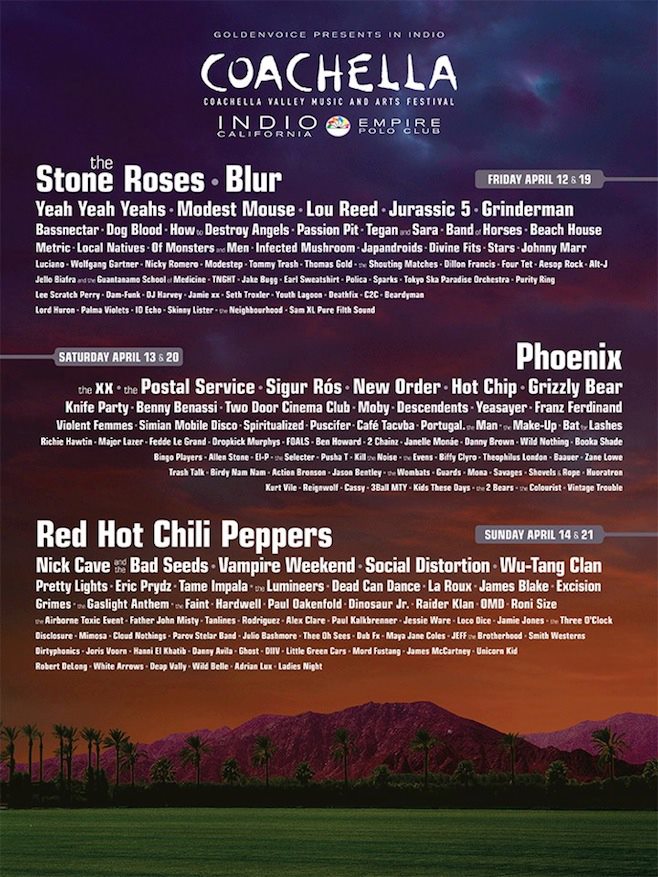 GOLDENVOICE PRESENTS IN INDIO
COACHELLA
COACHELLA VALLEY MUSIC AND ARTS FESTIVAL
INDIO CALIFORNIA EMPIRE POLO CLUB
the Stone Roses • Blur
FRIDAY APRIL 12 & 19
Yeah Yeah Yeahs • Modest Mouse • Lou Reed • Jurassic 5 • Grinderman
Bassnectar • Dog Blood • How to Destroy Angels • Passion Pit • Tegan and Sara • Band of Horses • Beach House
Metric • Local Natives • Of Monsters and Men • Infected Mushroom • Japandroids • Divine Fits • Stars • Johnny Marr
Luciano • Wolfgang Gartner • Nicky Romero • Modestep • Tommy Trash • Thomas Gold • the Shouting Matches • Dillon Francis • Four Tet • Aesop Rock • Alt-J
Jello Biafra and the Guantanamo School of Medicine • TNGHT • Jake Bugg • Earl Sweatshirt • Polica • Sparks • Tokyo Ska Paradise Orchestra • Purity Ring
Lee Scratch Perry • Dam-Funk • DJ Harvey • Jamie xx • Seth Troxler • Youth Lagoon • Deathfix • C2C • Beardyman
Lord Huron • Palma Violets • IO Echo • Skinny Lister • the Neighbourhood • Sam XL Pure Filth Sound
SATURDAY APRIL 13 & 20
Phoenix
the xx • the Postal Service • Sigur Rós • New Order • Hot Chip • Grizzly Bear
Knife Party • Benny Benassi • Two Door Cinema Club • Moby • Descendents • Yeasayer • Franz Ferdinand
Violent Femmes • Simian Mobile Disco • Spiritualized • Puscifer • Café Tacvba • Portugal. the Man • the Make-Up • Bat for Lashes
Richie Hawtin • Major Lazer • Fedde Le Grand • Dropkick Murphys • FOALS • Ben Howard • 2 Chainz • Janelle Monáe • Danny Brown • Wild Nothing • Booka Shade
Bingo Players • Allen Stone • El-P • the Selecter • Pusha T • Kill the Noise • the Evens • Biffy Clyro • Theophilus London • Baauer • Zane Lowe
Trash Talk • Birdy Nam Nam • Action Bronson • Jason Bentley • the Wombats • Guards • Mona • Savages • Shovels & Rope • Huoratron
Kurt Vile • Reignwolf • Cassy • 3Ball MTY • Kids These Days • the 2 Bears • the Colourist • Vintage Trouble
Red Hot Chili Peppers
SUNDAY APRIL 14 & 21
Nick Cave and the Bad Seeds • Vampire Weekend • Social Distortion • Wu-Tang Clan
Pretty Lights • Eric Prydz • Tame Impala • the Lumineers • Dead Can Dance • La Roux • James Blake • Excision
Grimes • the Gaslight Anthem • the Faint • Hardwell • Paul Oakenfold • Dinosaur Jr. • Raider Klan • OMD • Roni Size
the Airborne Toxic Event • Father John Misty • Tanlines • Rodriguez • Alex Clare • Paul Kalkbrenner • Jessie Ware • Loco Dice • Jamie Jones • the Three O'Clock
Disclosure • Mimosa • Cloud Nothings • Parov Stelar Band • Julio Bashmore • Thee Oh Sees • Dub Fx • Maya Jane Coles • JEFF the Brotherhood • Smith Westerns
Dirtyphonics • Joris Voorn • Hanni El Khatib • Danny Avila • Ghost • DIIV • Little Green Cars • Mord Fustang • James McCartney • Unicorn Kid
Robert DeLong • White Arrows • Deap Vally • Wild Belle • Adrian Lux • Ladies Night